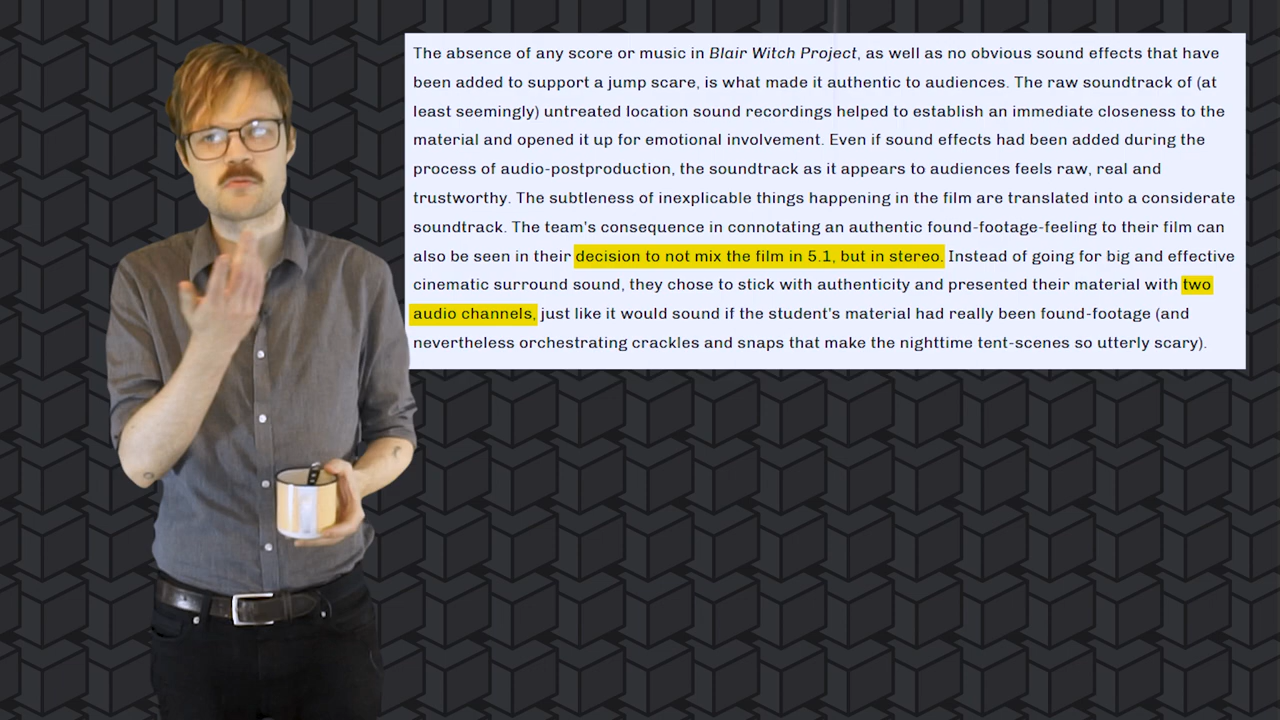 The absence of any score or music in Blair Witch Project, as well as no obvious sound effects that have
been added to support a jump scare, is what made it authentic to audiences. The raw soundtrack of (at
least seemingly) untreated location sound recordings helped to establish an immediate closeness to the
material and opened it up for emotional involvement. Even if sound effects had been added during the
process of audio-postproduction, the soundtrack as it appears to audiences feels raw, real and
trustworthy. The subtleness of inexplicable things happening in the film are translated into a considerate
soundtrack. The team's consequence in connotating an authentic found-footage-feeling to their film can
also be seen in their decision to not mix the film in 5.1, but in stereo. Instead of going for big and effective
cinematic surround sound, they chose to stick with authenticity and presented their material with two
audio channels, just like it would sound if the student's material had really been found-footage (and
nevertheless orchestrating crackles and snaps that make the nighttime tent-scenes so utterly scary).